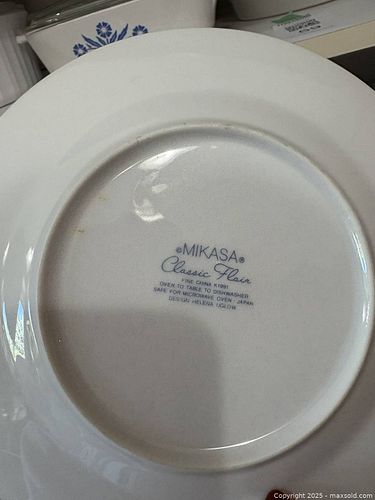 ©MIKASA®
Classic Flair
FINE CHINA K1991
OVEN TO TABLE TO DISHWASHER
SAFE FOR MICROWAVE OVEN - JAPAN
DESIGN HELENA UGLOW
Copyright © 2025 - maxsold.com